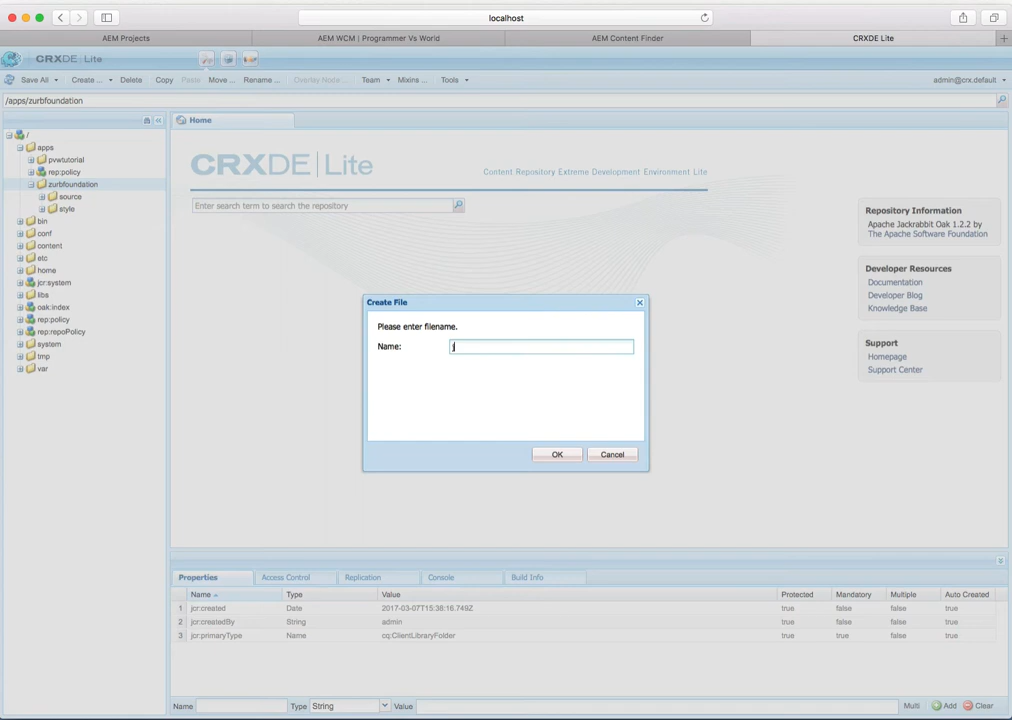 localhost
AEM Projects
AEM WCM | Programmer Vs World
AEM Content Finder
CRXDE Lite
CRXDE | Lite
Save All
Create ...
Delete
Copy
Paste
Move ...
Rename ...
Overlay Node ...
Team
Mixins ...
Tools
admin@crx.default
/apps/zurbfoundation
Home
/
apps
pvwtutorial
rep:policy
zurbfoundation
source
style
bin
conf
content
etc
home
jcr:system
libs
oak:index
rep:policy
rep:repoPolicy
system
tmp
var
CRXDE | Lite
Content Repository Extreme Development Environment Lite
Enter search term to search the repository
Repository Information
Apache Jackrabbit Oak 1.2.2 by
The Apache Software Foundation
Developer Resources
Documentation
Developer Blog
Knowledge Base
Support
Homepage
Support Center
Create File
Please enter filename.
Name: j
OK
Cancel
Properties
Access Control
Replication
Console
Build Info
Name Type Value Protected Mandatory Multiple Auto Created
1 jcr:created Date 2017-03-07T15:38:16.749Z true false false true
2 jcr:createdBy String admin true false false true
3 jcr:primaryType Name cq:ClientLibraryFolder true true false true
Name Type String Value Multi Add Clear